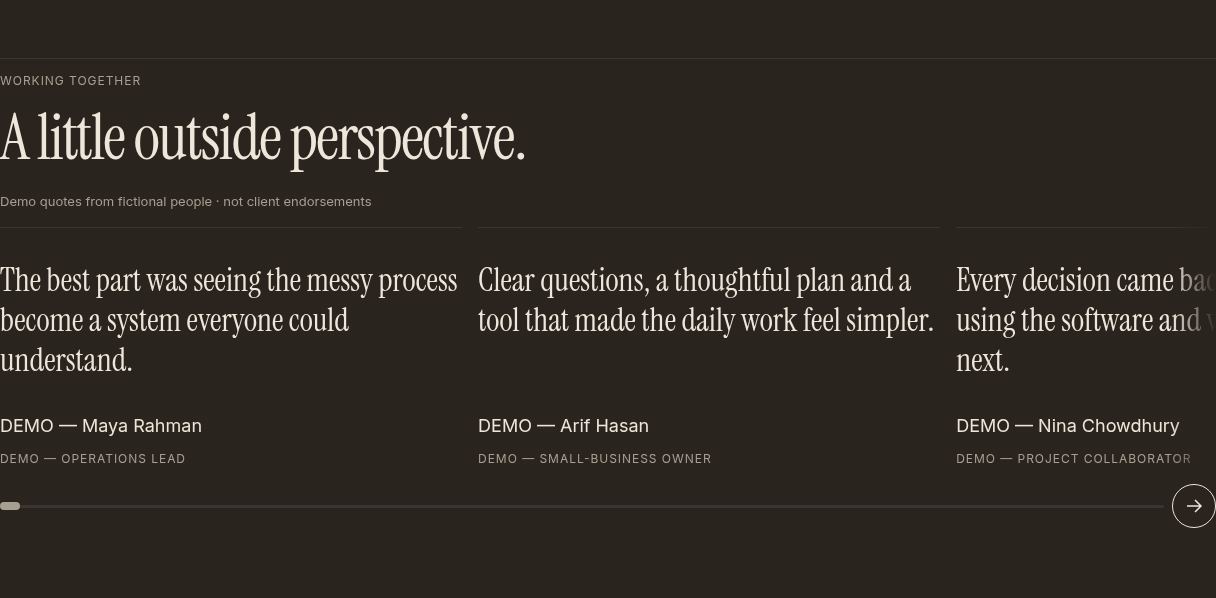 WORKING TOGETHER
A little outside perspective.
Demo quotes from fictional people · not client endorsements
The best part was seeing the messy process
become a system everyone could
understand.
DEMO — Maya Rahman
DEMO — OPERATIONS LEAD
Clear questions, a thoughtful plan and a
tool that made the daily work feel simpler.
DEMO — Arif Hasan
DEMO — SMALL-BUSINESS OWNER
Every decision came
using the software and
next.
DEMO — Nina Chowdhury
DEMO — PROJECT COLLABORATOR